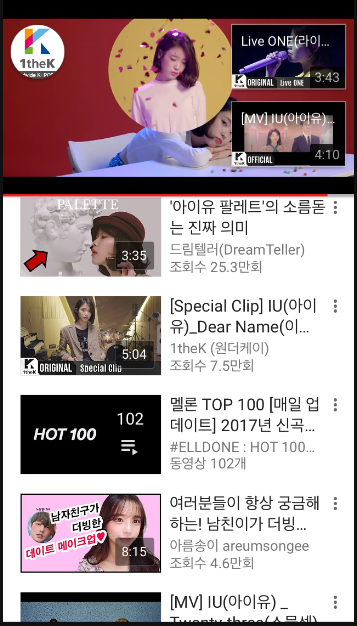 1theK
Live ONE(라이...
1theK ORIGINAL Live ONE
3:43
[MV] IU(아이유)...
1theK OFFICIAL
4:10
PALETTE
3:35
'아이유 팔레트'의 소름돋
는 진짜 의미
드림텔러(DreamTeller)
조회수 25.3만회
5:04
1theK ORIGINAL Special Clip
[Special Clip] IU(아이
유)_Dear Name(이...
1theK (원더케이)
조회수 7.5만회
HOT 100
102
멜론 TOP 100 [매일 업
데이트] 2017년 신곡...
#ELLDONE : HOT 100...
동영상 102개
남자친구가
더빙한
데이트 메이크업♥
8:15
여러분들이 항상 궁금해
하는! 남친이가 더빙...
아름송이 areumsongee
조회수 4.6만회
[MV] IU(아이유) _
Twenty three(스물셋)